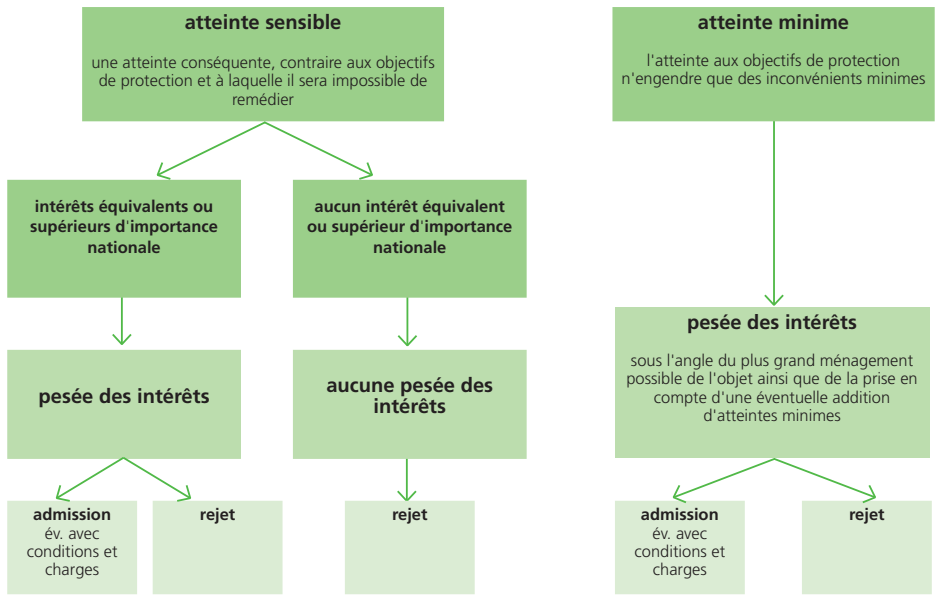 atteinte sensible
une atteinte conséquente, contraire aux objectifs
de protection et à laquelle il sera impossible de
remédier
atteinte minime
l'atteinte aux objectifs de protection
n'engendre que des inconvénients minimes
intérêts équivalents ou
supérieurs d'importance
nationale
aucun intérêt équivalent
ou supérieur d'importance
nationale
pesée des intérêts
aucune pesée des
intérêts
pesée des intérêts
sous l'angle du plus grand ménagement
possible de l'objet ainsi que de la prise en
compte d'une éventuelle addition
d'atteintes minimes
admission
év. avec
conditions et
charges
rejet
rejet
admission
év. avec
conditions et
charges
rejet